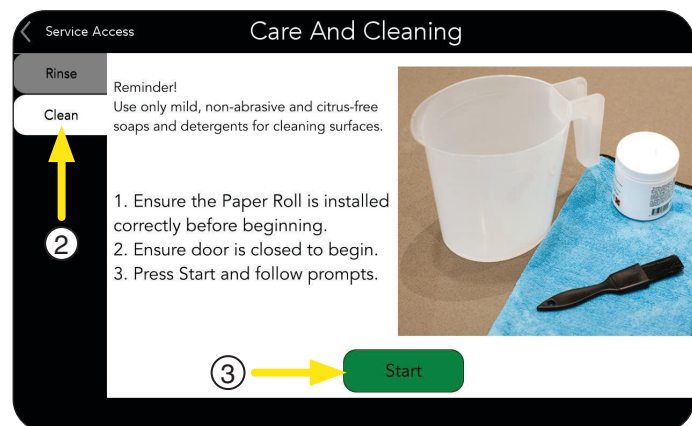 Service Access
Care And Cleaning
Rinse
Clean
Reminder!
Use only mild, non-abrasive and citrus-free
soaps and detergents for cleaning surfaces.
1. Ensure the Paper Roll is installed
correctly before beginning.
2. Ensure door is closed to begin.
3. Press Start and follow prompts.
2
3
Start